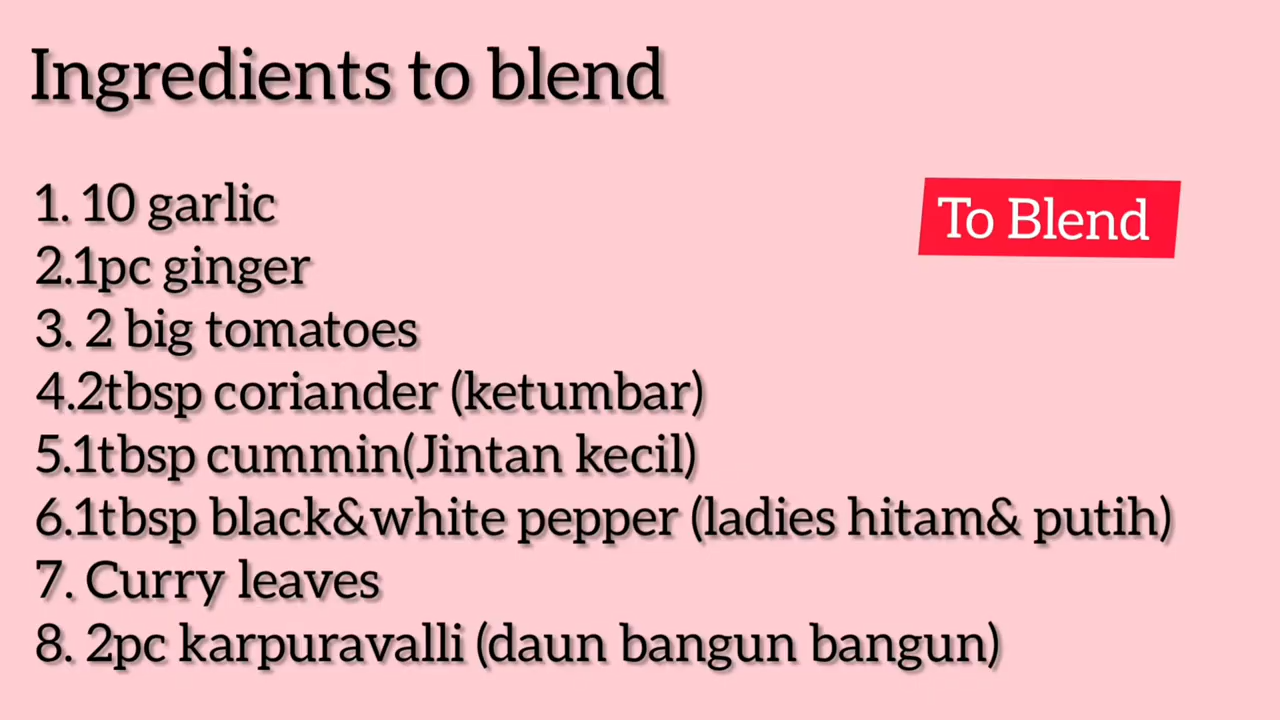 Ingredients to blend
1. 10 garlic
To Blend
2.1pc ginger
3. 2 big tomatoes
4.2tbsp coriander (ketumbar)
5.1tbsp cummin(Jintan kecil)
6.1tbsp black&white pepper (ladies hitam& putih)
7. Curry leaves
8. 2pc karpuravalli (daun bangun bangun)